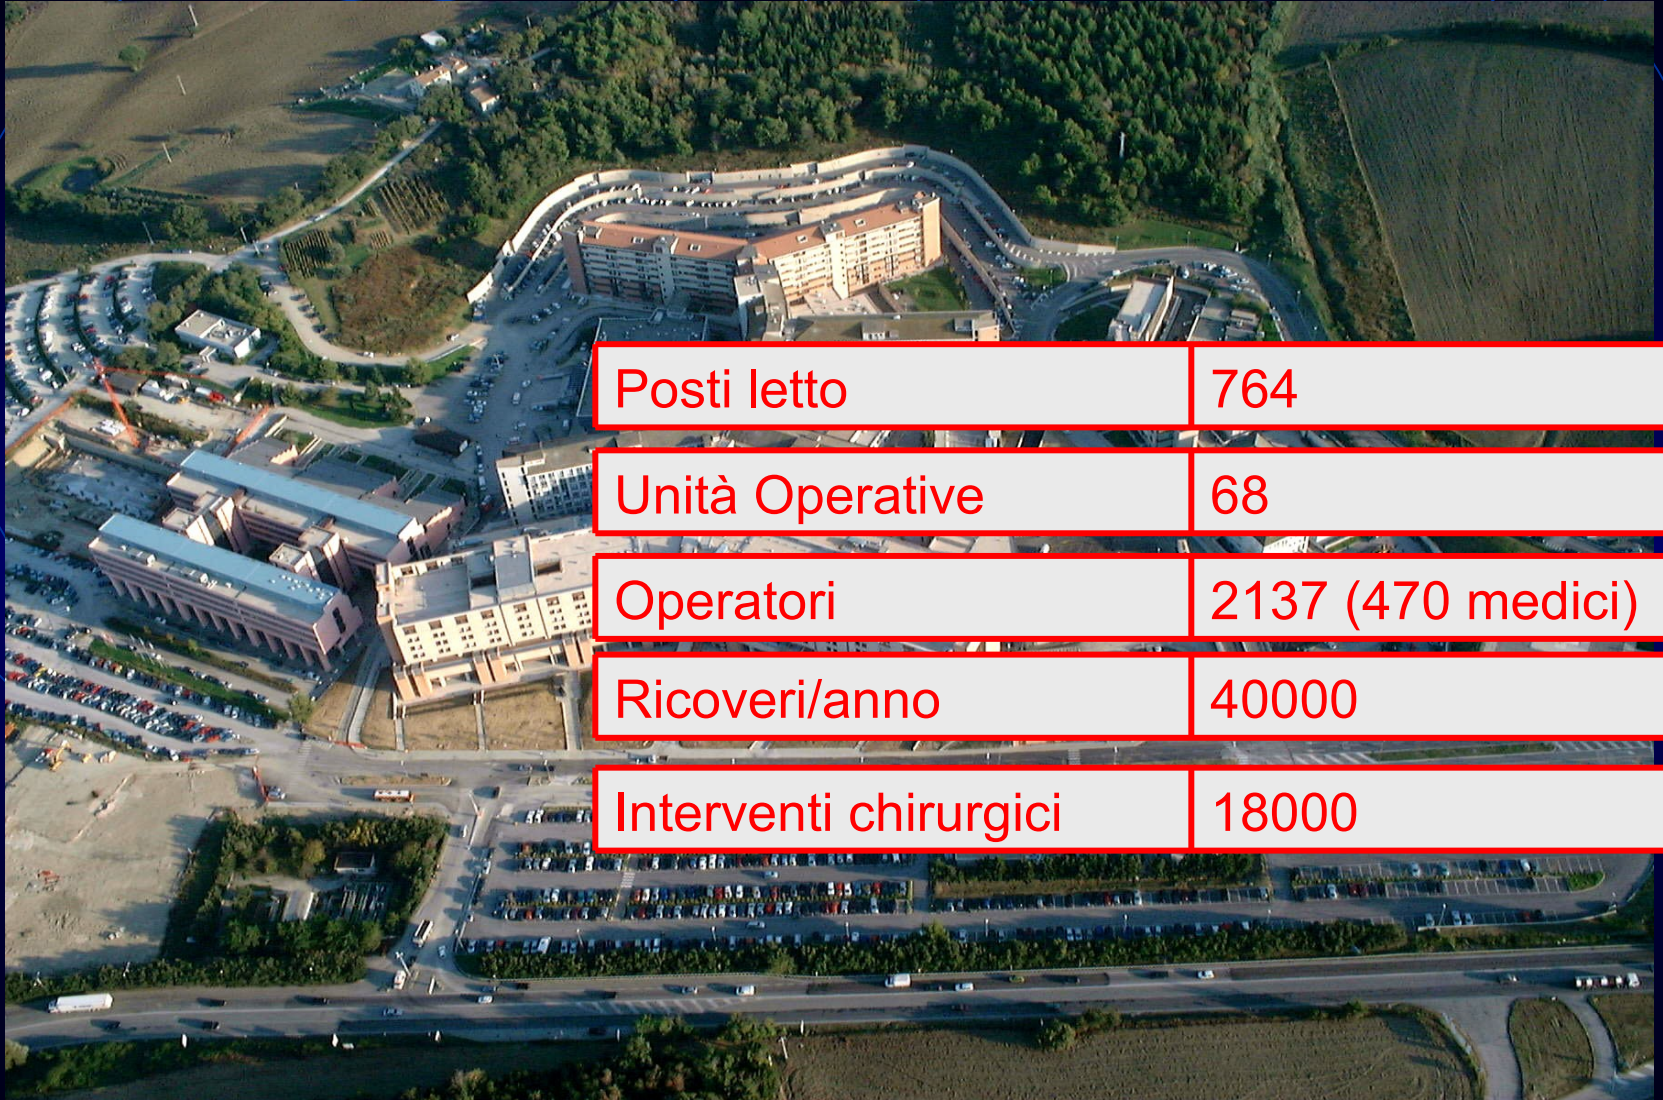 Posti letto 764
Unità Operative 68
Operatori 2137 (470 medici)
Ricoveri/anno 40000
Interventi chirurgici 18000